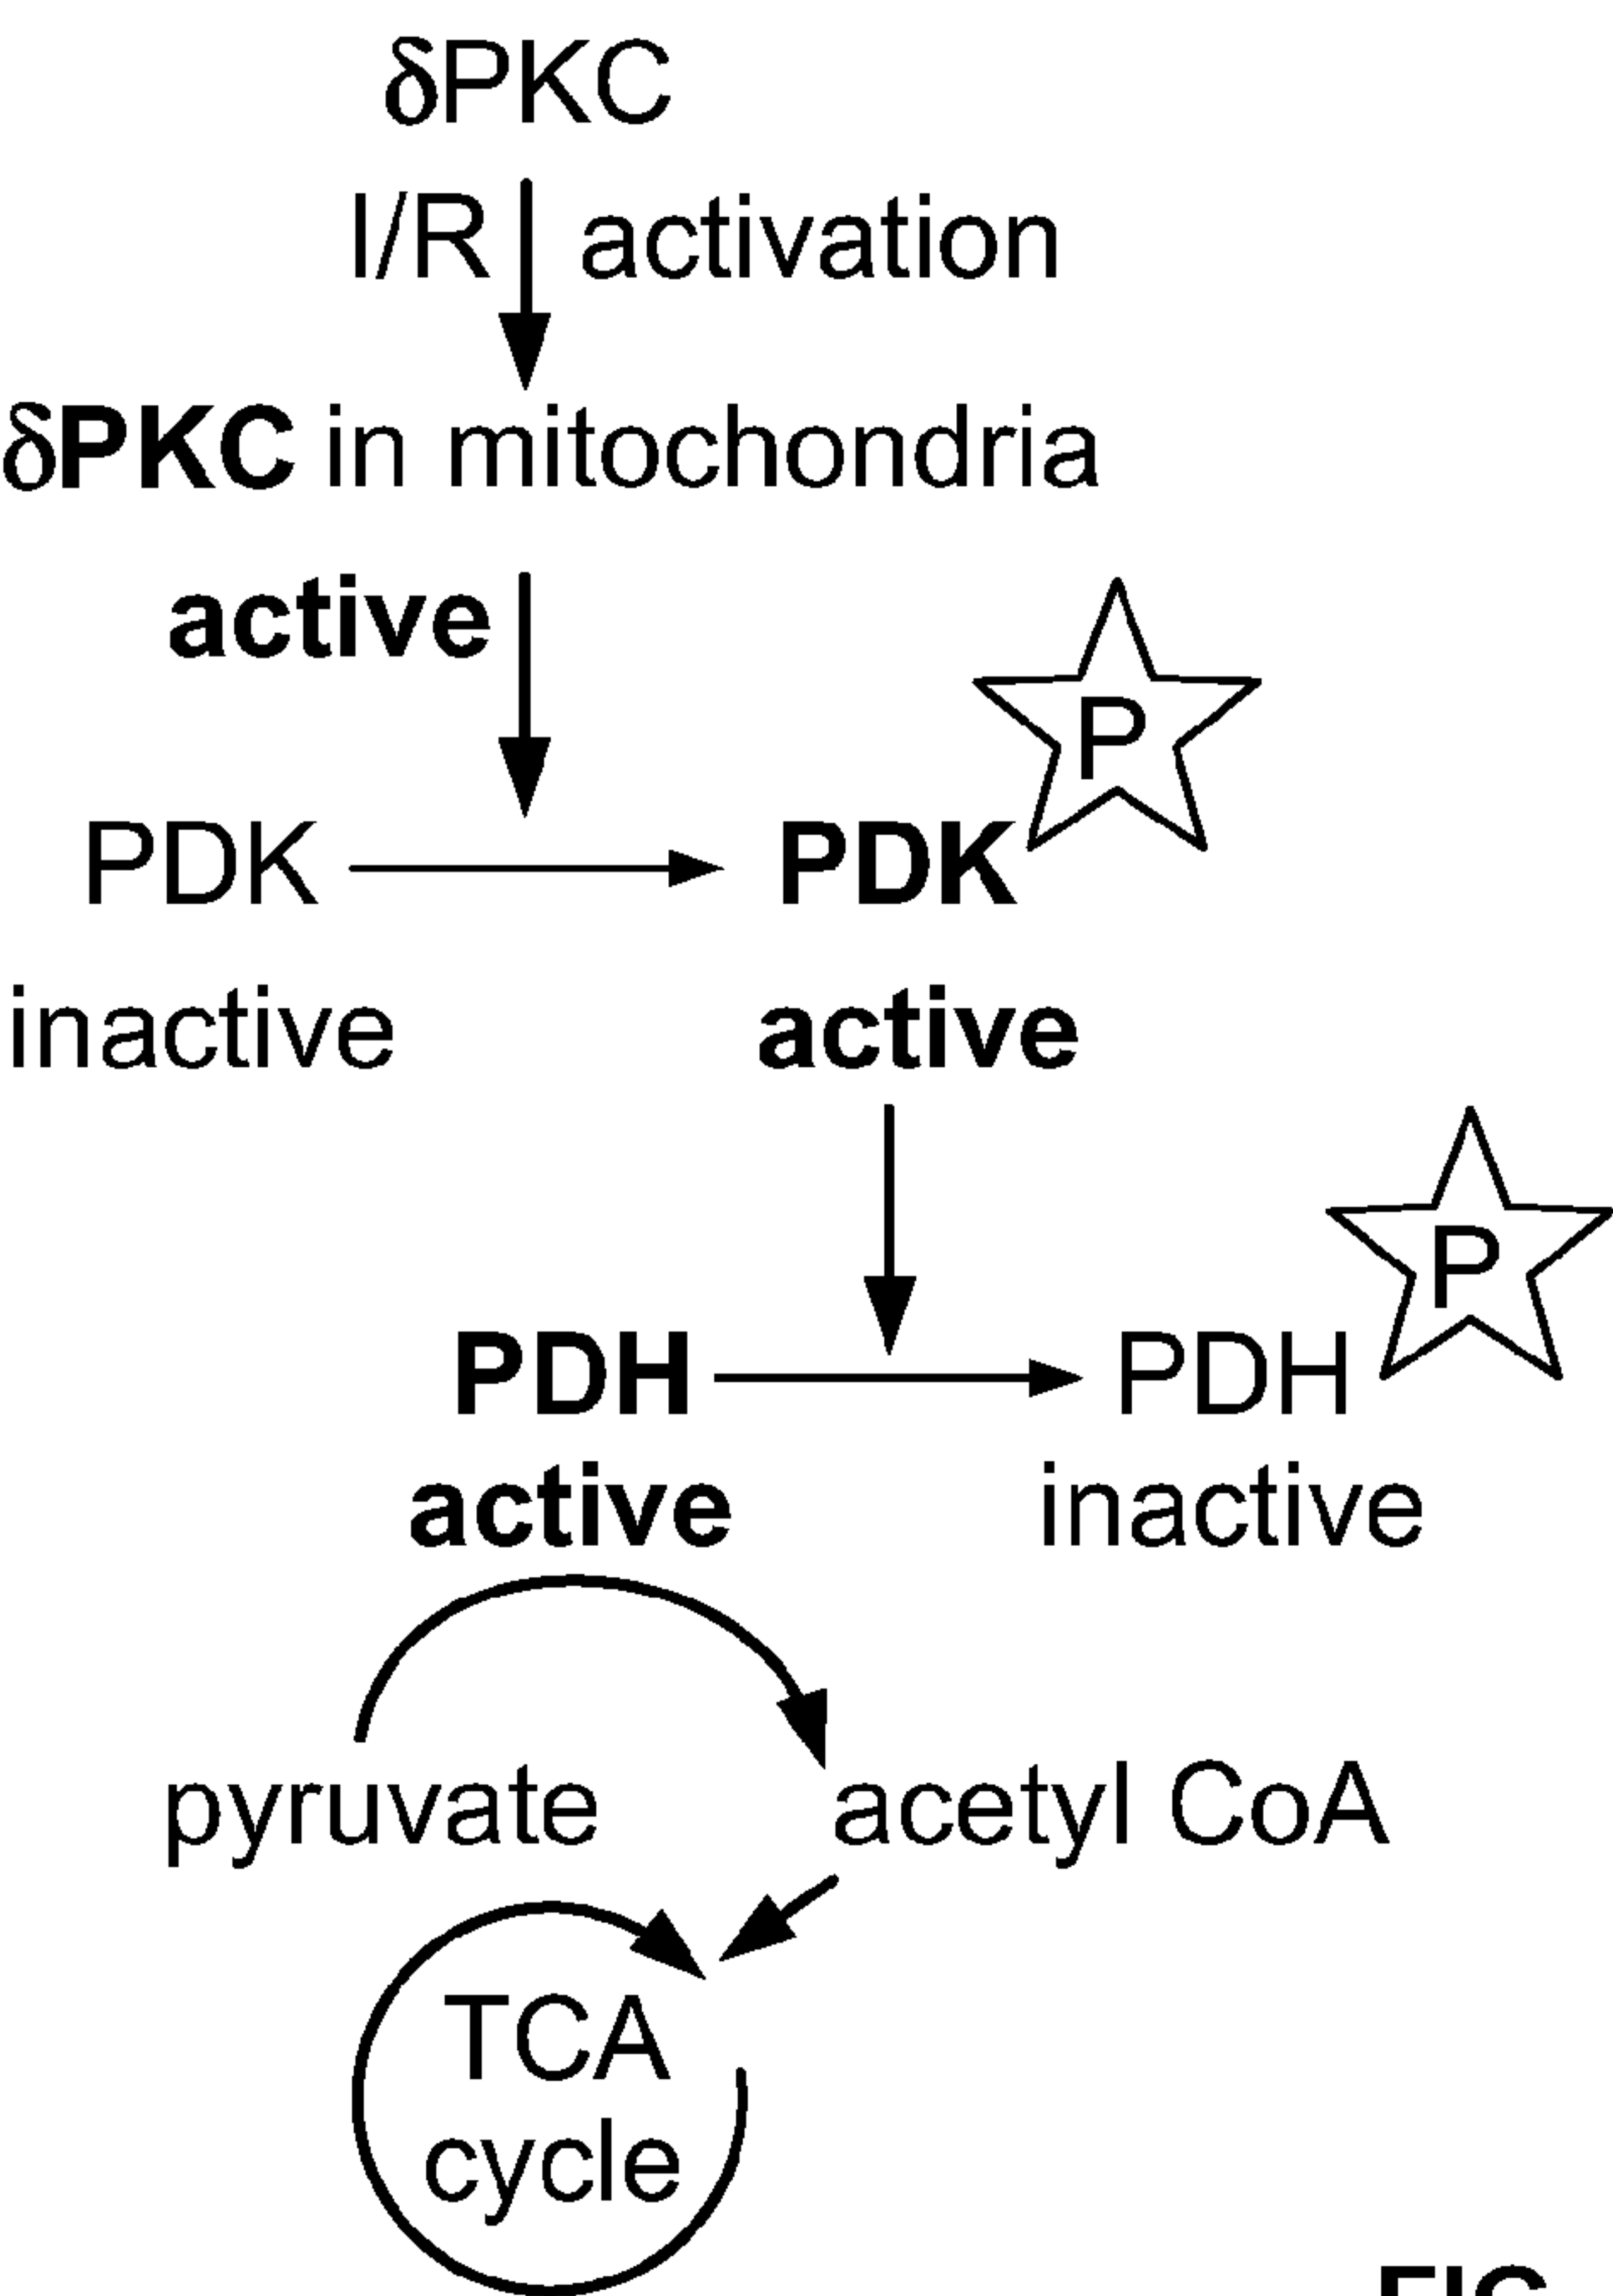 δPKC
I/R activation
δPKC in mitochondria
active
P
PDK PDK
inactive active
P
PDH PDH
active inactive
pyruvate acetyl CoA
TCA
cycle